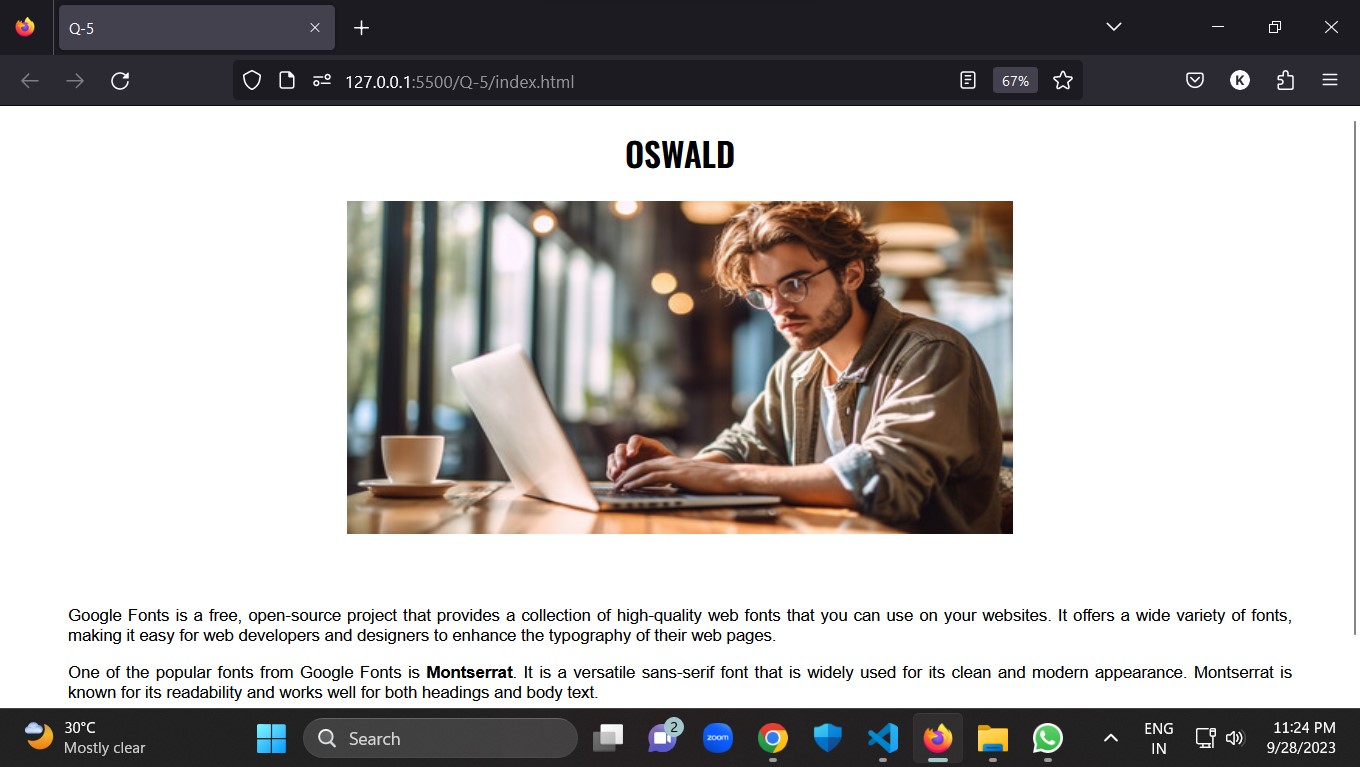 Q-5
127.0.0.1:5500/Q-5/index.html
67%
K
OSWALD
Google Fonts is a free, open-source project that provides a collection of high-quality web fonts that you can use on your websites. It offers a wide variety of fonts,
making it easy for web developers and designers to enhance the typography of their web pages.
One of the popular fonts from Google Fonts is Montserrat. It is a versatile sans-serif font that is widely used for its clean and modern appearance. Montserrat is
known for its readability and works well for both headings and body text.
30°C
Mostly clear
Search
2
zoom
ENG
IN
11:24 PM
9/28/2023